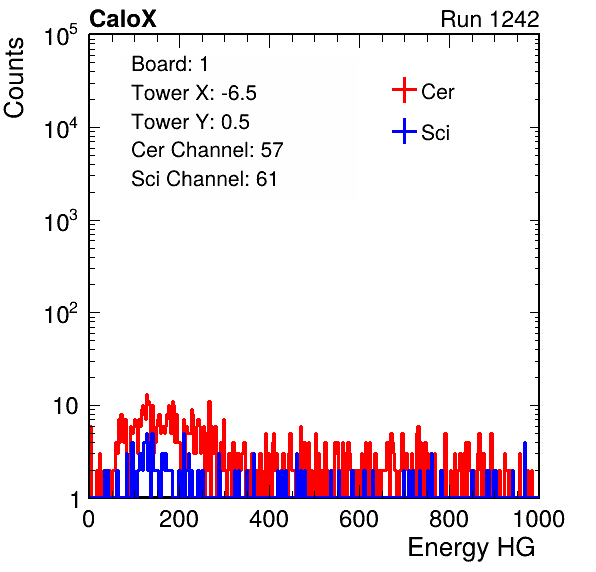 CaloX Run 1242
Counts
Board: 1
Tower X: -6.5
Tower Y: 0.5
Cer Channel: 57
Sci Channel: 61
Cer
Sci
10^5
10^4
10^3
10^2
10
1
0 200 400 600 800 1000
Energy HG